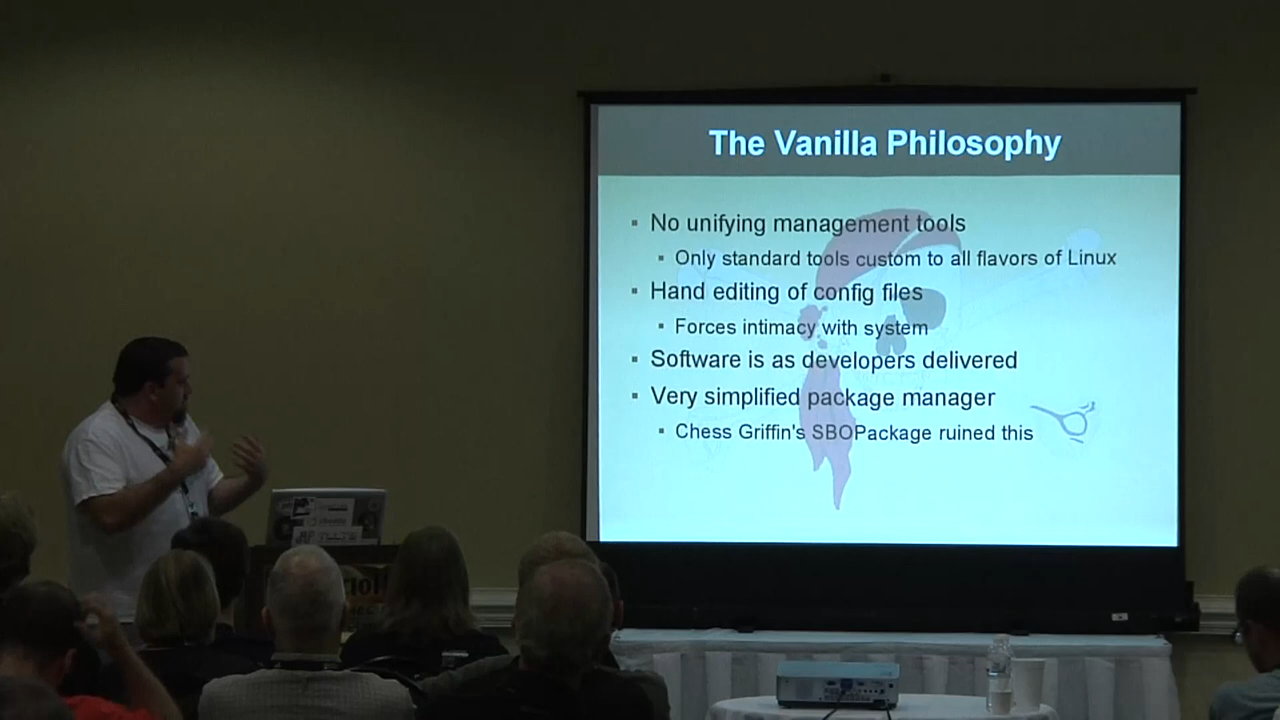 The Vanilla Philosophy
▪ No unifying management tools
▪ Only standard tools custom to all flavors of Linux
▪ Hand editing of config files
▪ Forces intimacy with system
▪ Software is as developers delivered
▪ Very simplified package manager
▪ Chess Griffin's SBOPackage ruined this